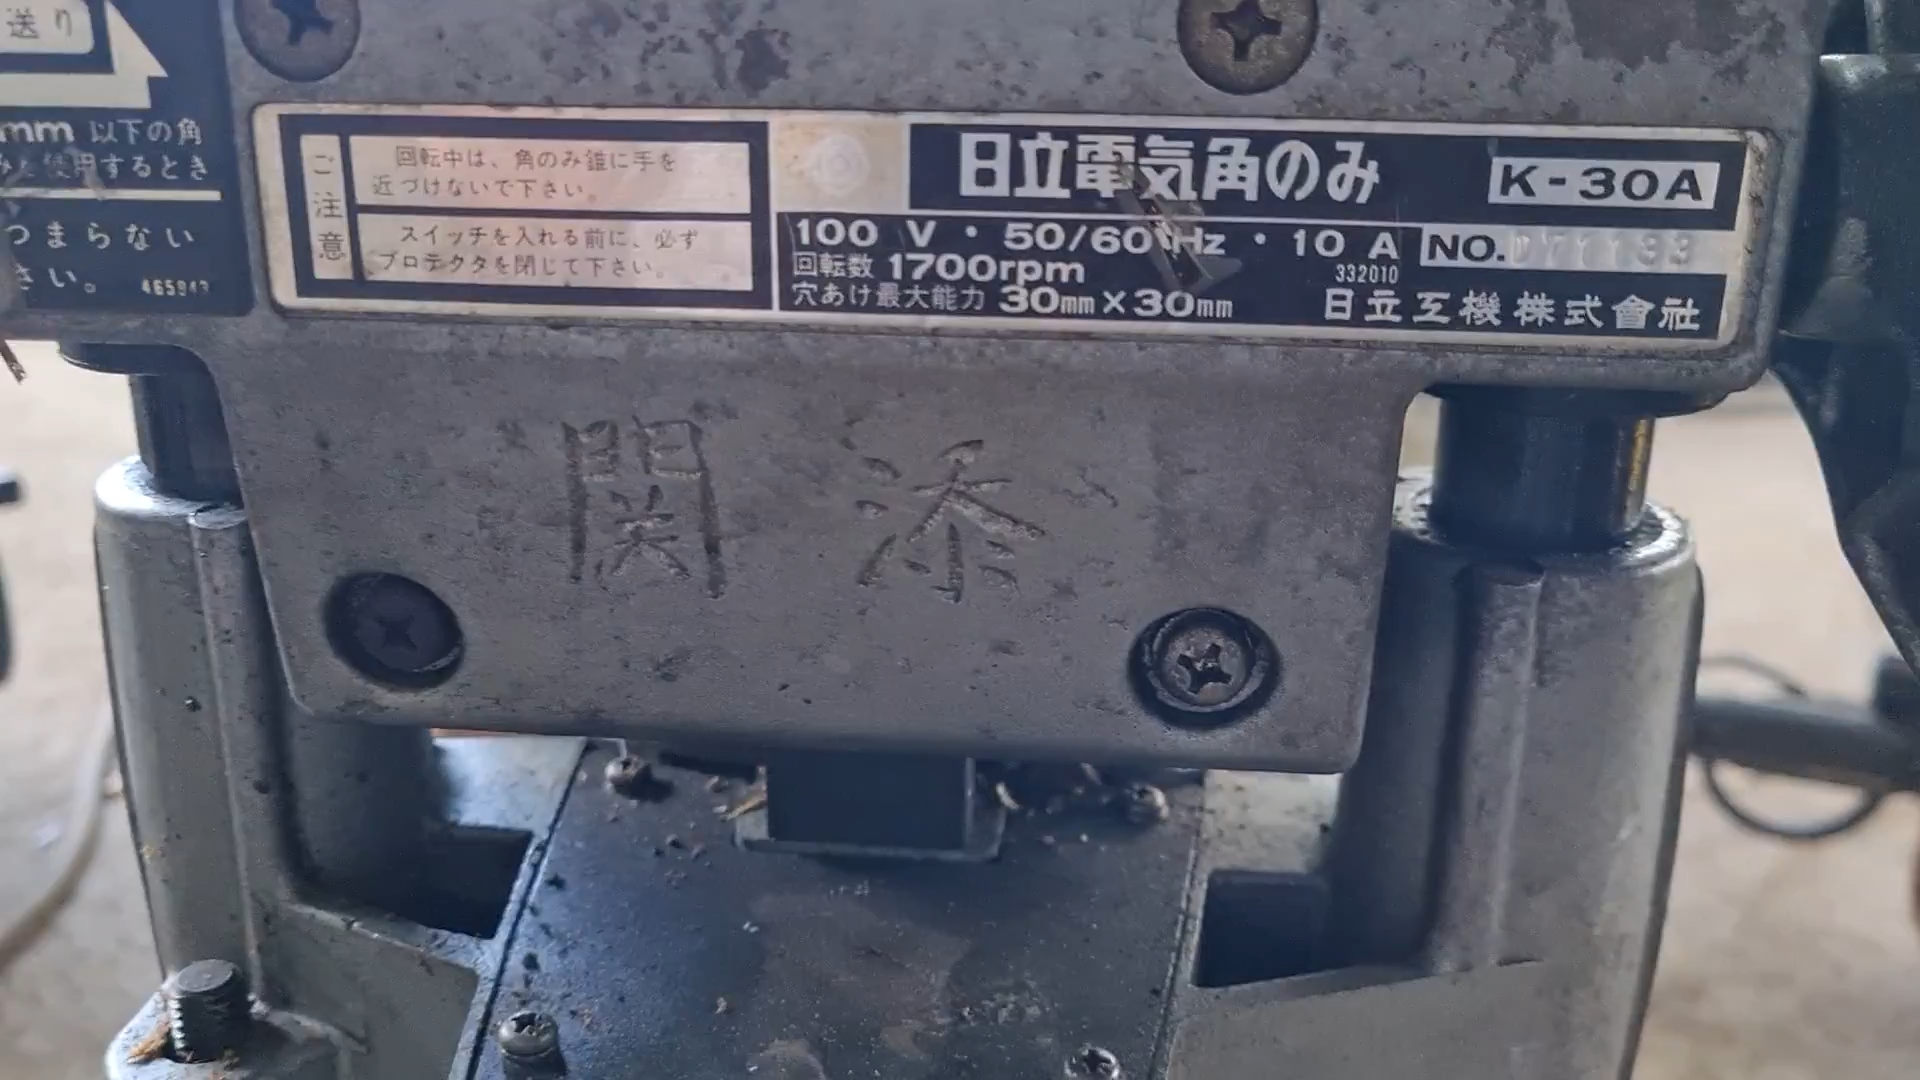 送り
mm 以下の角
みを使用するとき
つまらない
さい。
465943
ご注意
回転中は、角のみ錐に手を
近づけないで下さい。
スイッチを入れる前に、必ず
プロテクタを閉じて下さい。
日立電気角のみ K-30A
100 V・50/60 Hz・10 A NO.
回転数 1700rpm
332010
穴あけ最大能力 30mm×30mm
日立工機株式會社
関 添